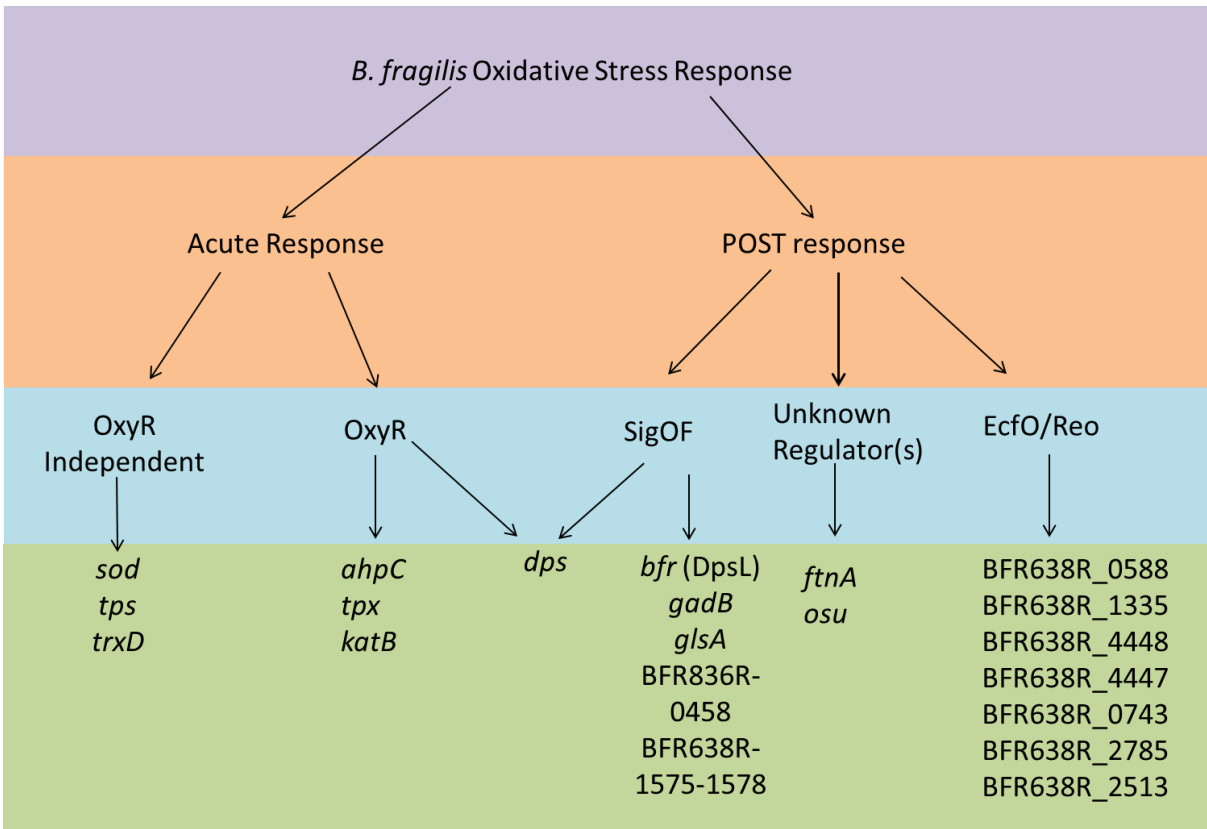 B. fragilis Oxidative Stress Response
Acute Response
POST response
OxyR
Independent
OxyR
SigOF
Unknown
Regulator(s)
EcfO/Reo
sod
tps
trxD
ahpC
tpx
katB
dps
bfr (DpsL)
gadB
glsA
BFR836R-
0458
BFR638R-
1575-1578
ftnA
osu
BFR638R_0588
BFR638R_1335
BFR638R_4448
BFR638R_4447
BFR638R_0743
BFR638R_2785
BFR638R_2513